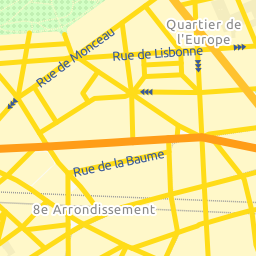 Quartier de
l'Europe
Rue de Lisbonne
Rue de Monceau
Rue de la Baume
8e Arrondissement